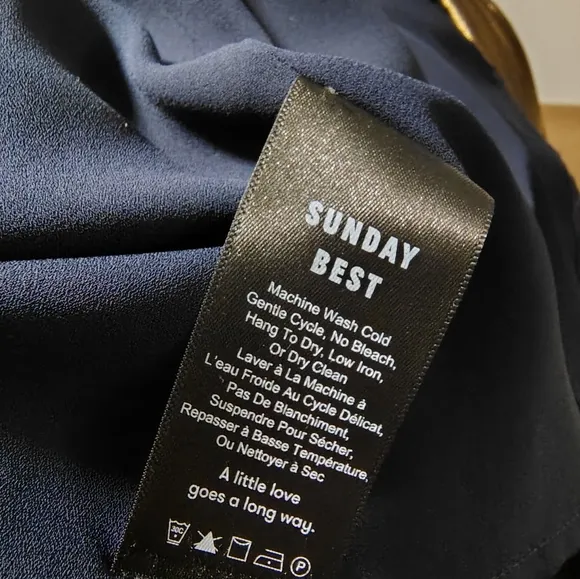 SUNDAY
BEST
Machine Wash Cold
Gentle Cycle, No Bleach,
Hang To Dry, Low Iron,
Or Dry Clean
Laver à La Machine à
L'eau Froide Au Cycle Délicat,
Pas De Blanchiment,
Suspendre Pour Sécher,
Repasser à Basse Température,
Ou Nettoyer à Sec
A little love
goes a long way.
30C P